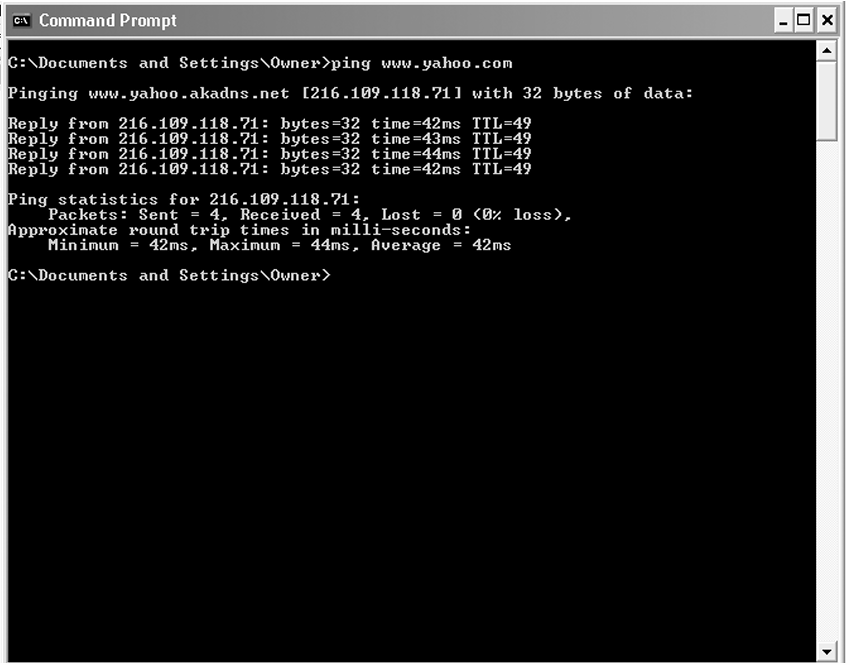 Command Prompt
C:\Documents and Settings\Owner>ping www.yahoo.com
Pinging www.yahoo.akadns.net [216.109.118.71] with 32 bytes of data:
Reply from 216.109.118.71: bytes=32 time=42ms TTL=49
Reply from 216.109.118.71: bytes=32 time=43ms TTL=49
Reply from 216.109.118.71: bytes=32 time=44ms TTL=49
Reply from 216.109.118.71: bytes=32 time=42ms TTL=49
Ping statistics for 216.109.118.71:
    Packets: Sent = 4, Received = 4, Lost = 0 (0% loss),
Approximate round trip times in milli-seconds:
    Minimum = 42ms, Maximum = 44ms, Average = 42ms
C:\Documents and Settings\Owner>